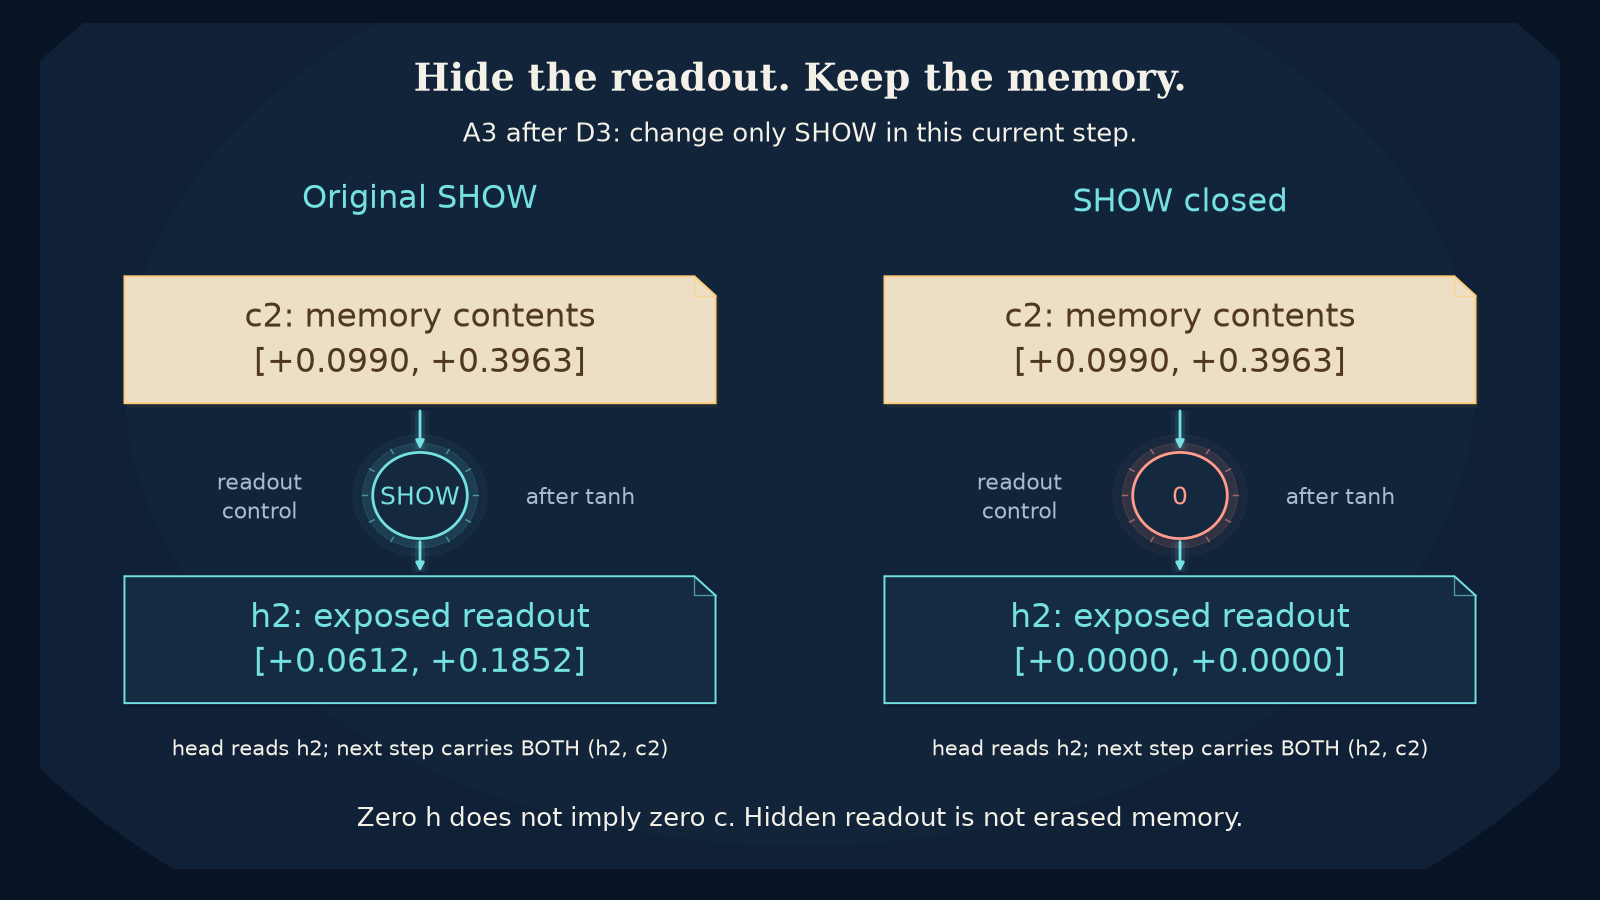 Hide the readout. Keep the memory.
A3 after D3: change only SHOW in this current step.
Original SHOW
c2: memory contents
[+0.0990, +0.3963]
readout
control
SHOW
after tanh
h2: exposed readout
[+0.0612, +0.1852]
head reads h2; next step carries BOTH (h2, c2)
SHOW closed
c2: memory contents
[+0.0990, +0.3963]
readout
control
0
after tanh
h2: exposed readout
[+0.0000, +0.0000]
head reads h2; next step carries BOTH (h2, c2)
Zero h does not imply zero c. Hidden readout is not erased memory.